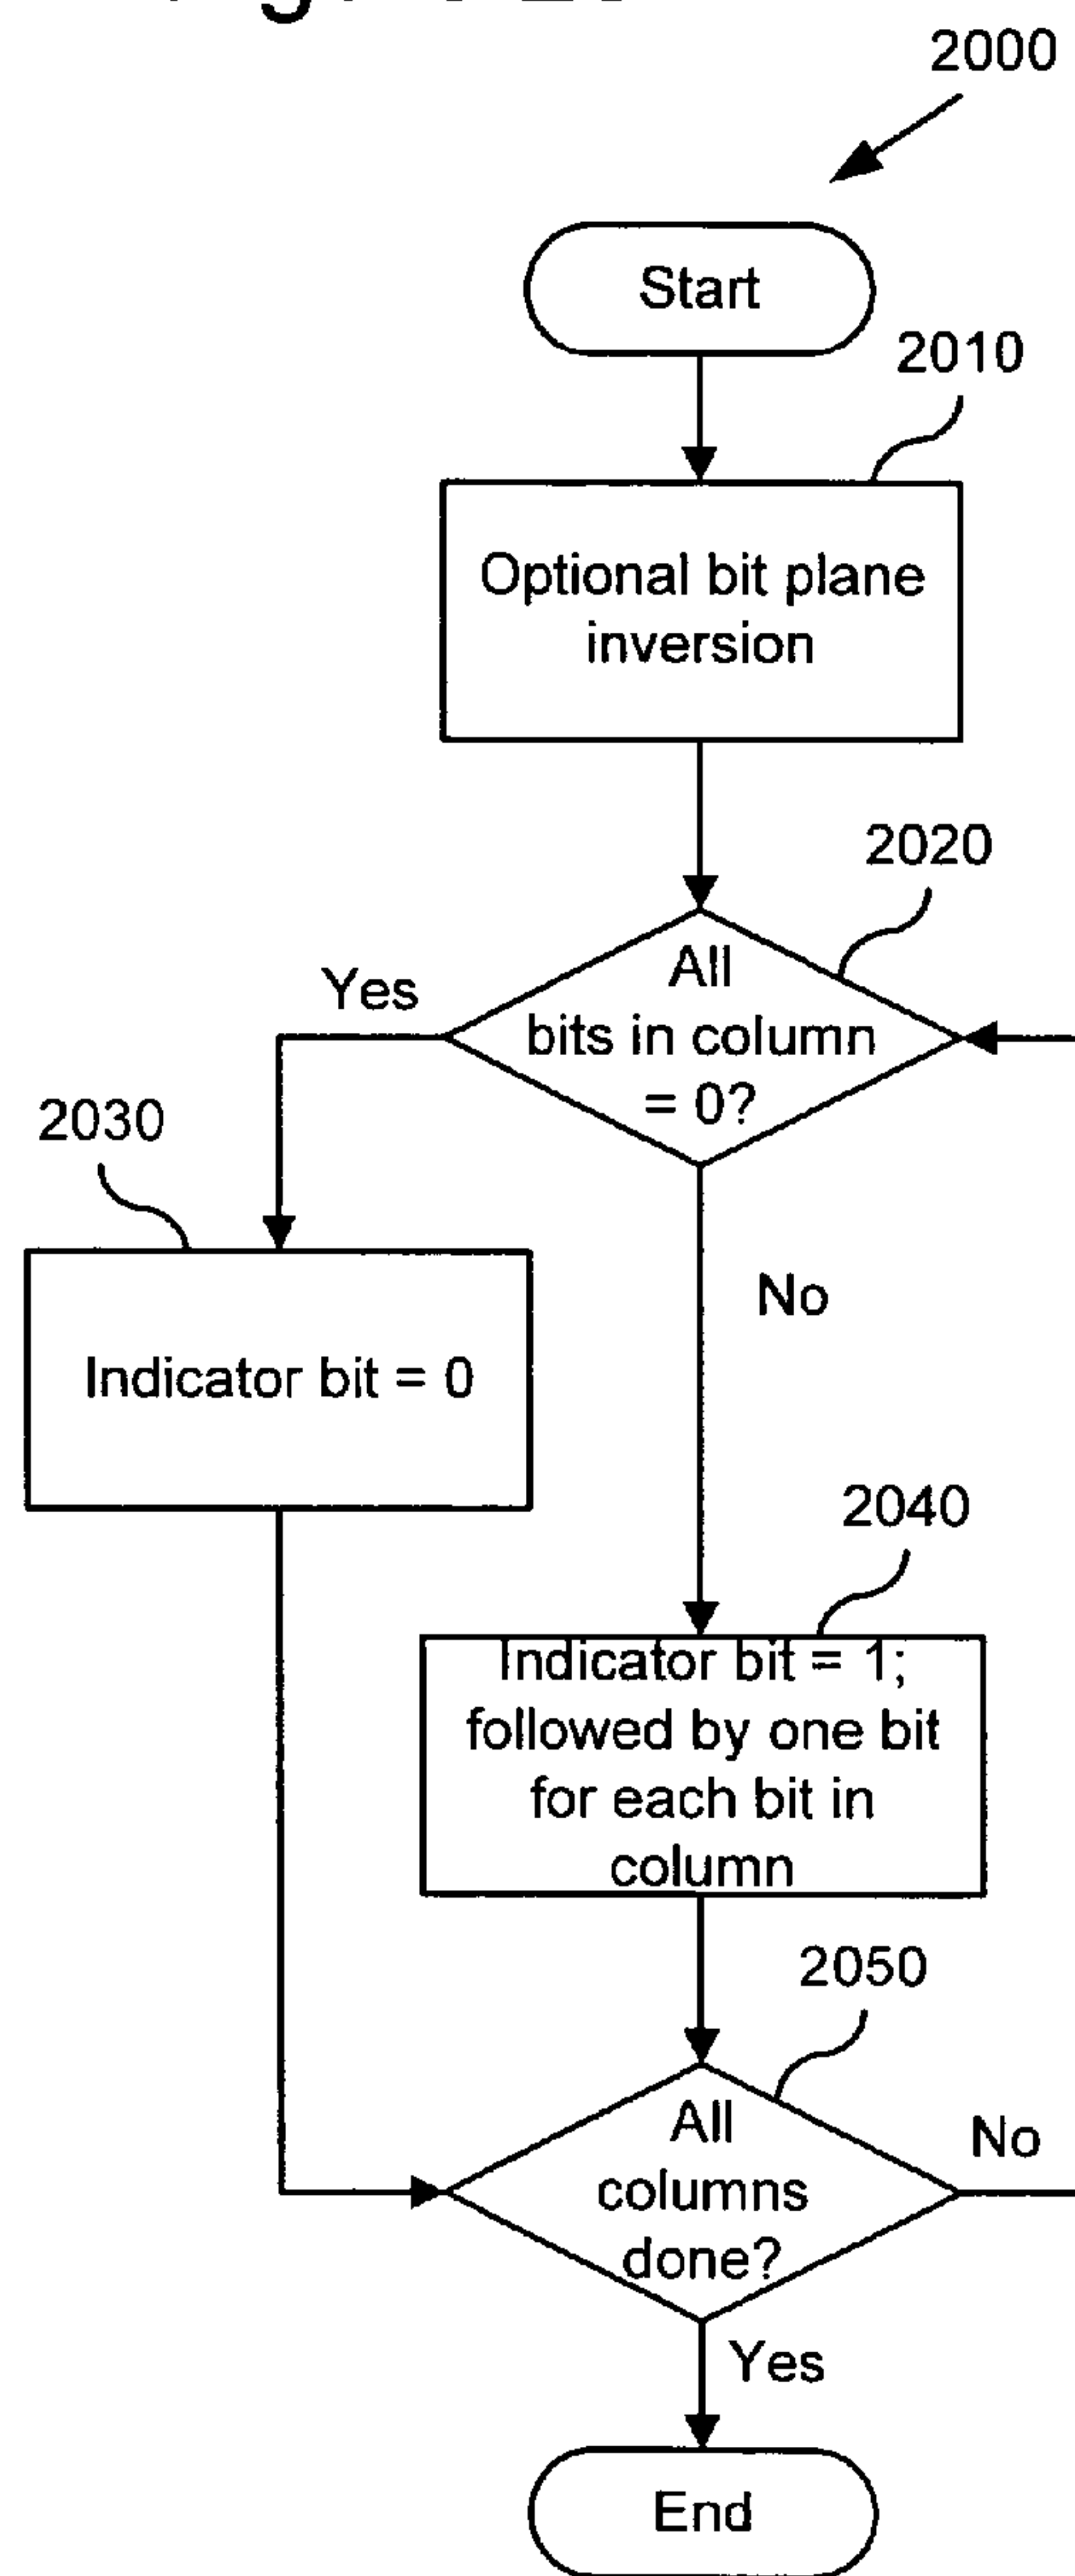 2000
Start
2010
Optional bit plane
inversion
2020
All
bits in column
= 0?
Yes
2030
No
Indicator bit = 0
2040
Indicator bit = 1;
followed by one bit
for each bit in
column
2050
All
columns
done?
No
Yes
End